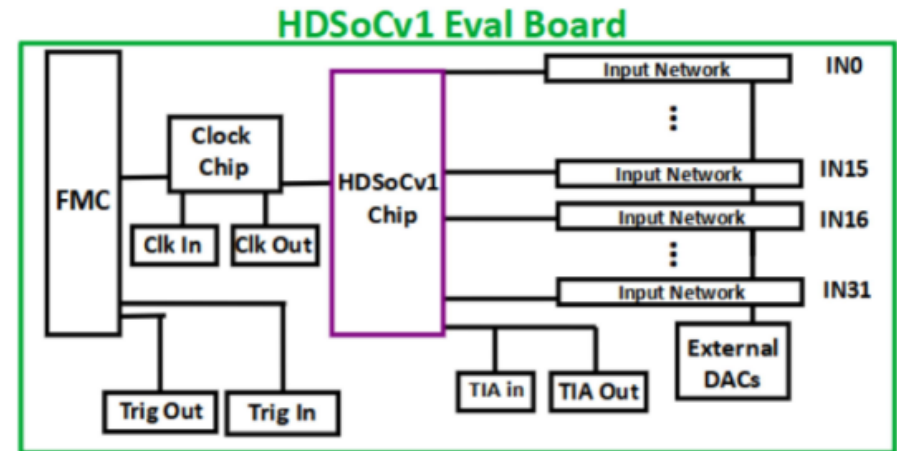 HDSoCv1 Eval Board
FMC
Clock
Chip
Clk In
Clk Out
Trig Out
Trig In
HDSoCv1
Chip
Input Network
IN0
Input Network
IN15
Input Network
IN16
Input Network
IN31
TIA in
TIA Out
External
DACs